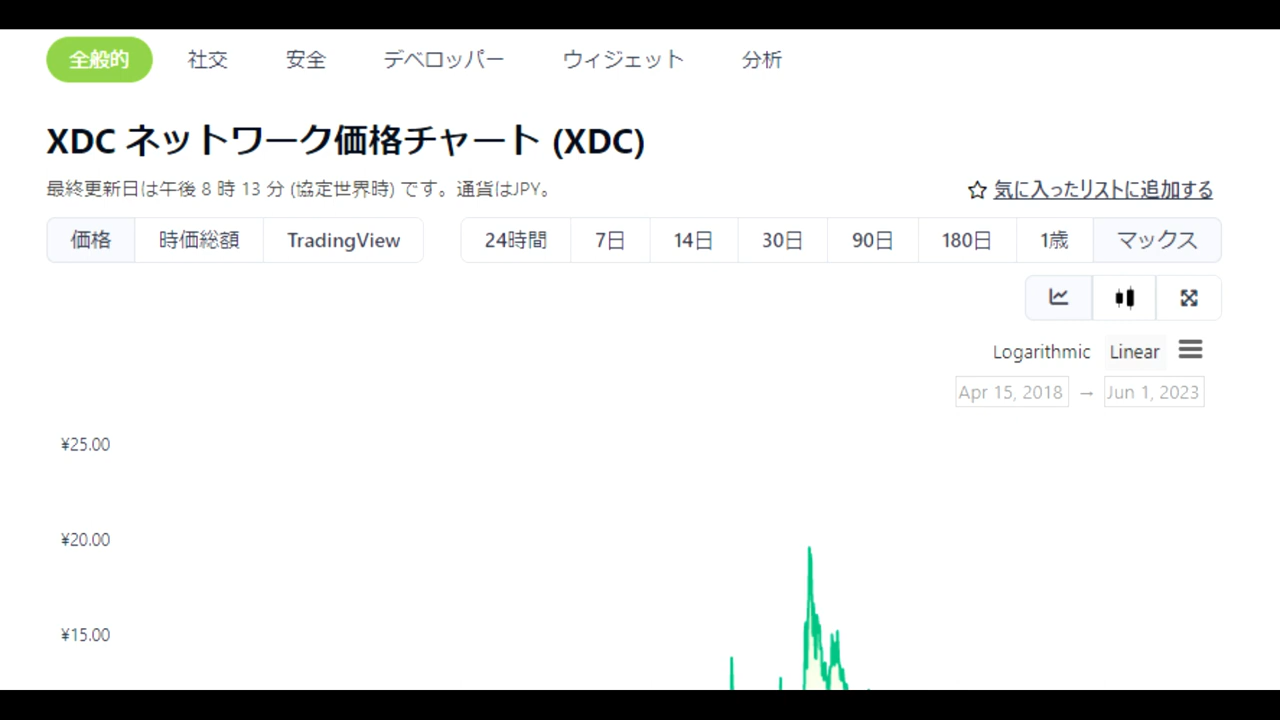 全般的 社交 安全 デベロッパー ウィジェット 分析
XDC ネットワーク価格チャート (XDC)
最終更新日は午後 8 時 13 分 (協定世界時) です。通貨はJPY。 気に入ったリストに追加する
価格 時価総額 TradingView 24時間 7日 14日 30日 90日 180日 1歳 マックス
Logarithmic Linear
Apr 15, 2018 → Jun 1, 2023
¥25.00
¥20.00
¥15.00